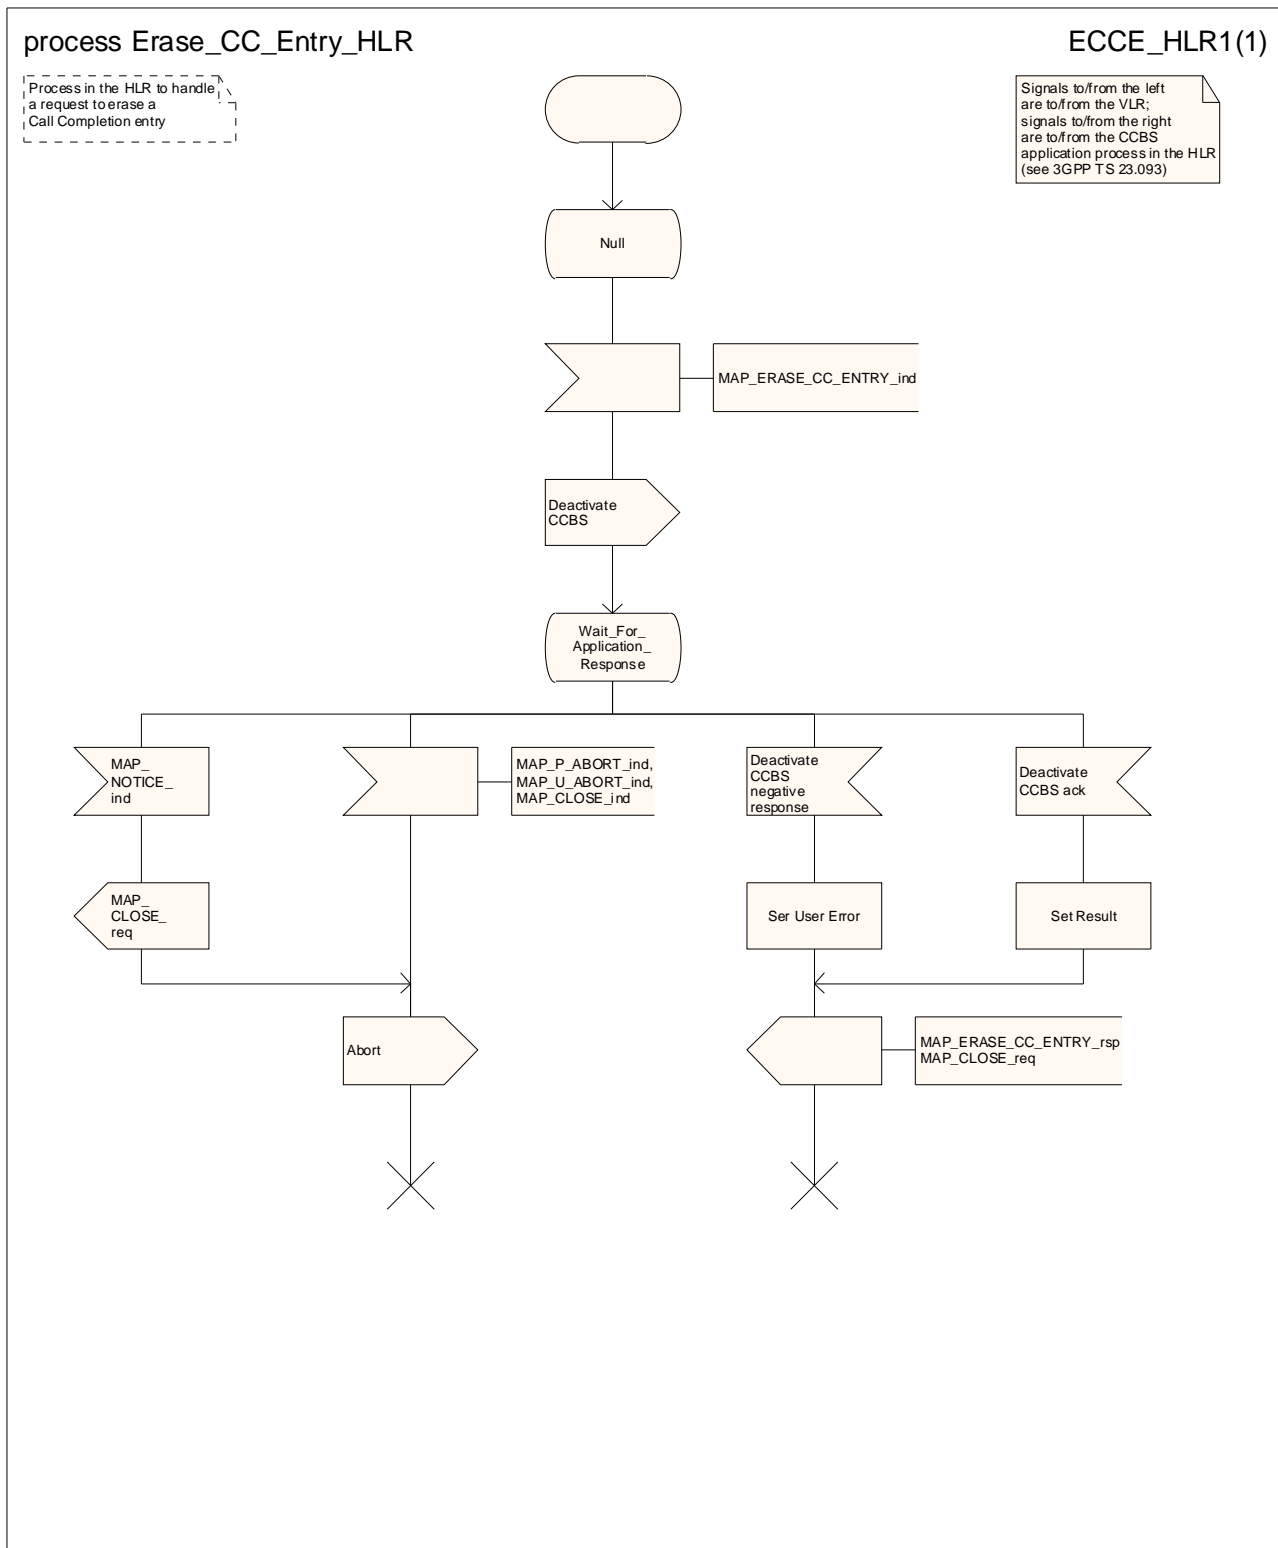 process Erase_CC_Entry_HLR
ECCE_HLR1(1)
Process in the HLR to handle
a request to erase a
Call Completion entry
Signals to/from the left
are to/from the VLR;
signals to/from the right
are to/from the CCBS
application process in the HLR
(see 3GPP TS 23.093)
Null
MAP_ERASE_CC_ENTRY_ind
Deactivate
CCBS
Wait_For_
Application_
Response
MAP_
NOTICE_
ind
MAP_P_ABORT_ind,
MAP_U_ABORT_ind,
MAP_CLOSE_ind
Deactivate
CCBS
negative
response
Deactivate
CCBS ack
MAP_
CLOSE_
req
Ser User Error
Set Result
Abort
MAP_ERASE_CC_ENTRY_rsp
MAP_CLOSE_req